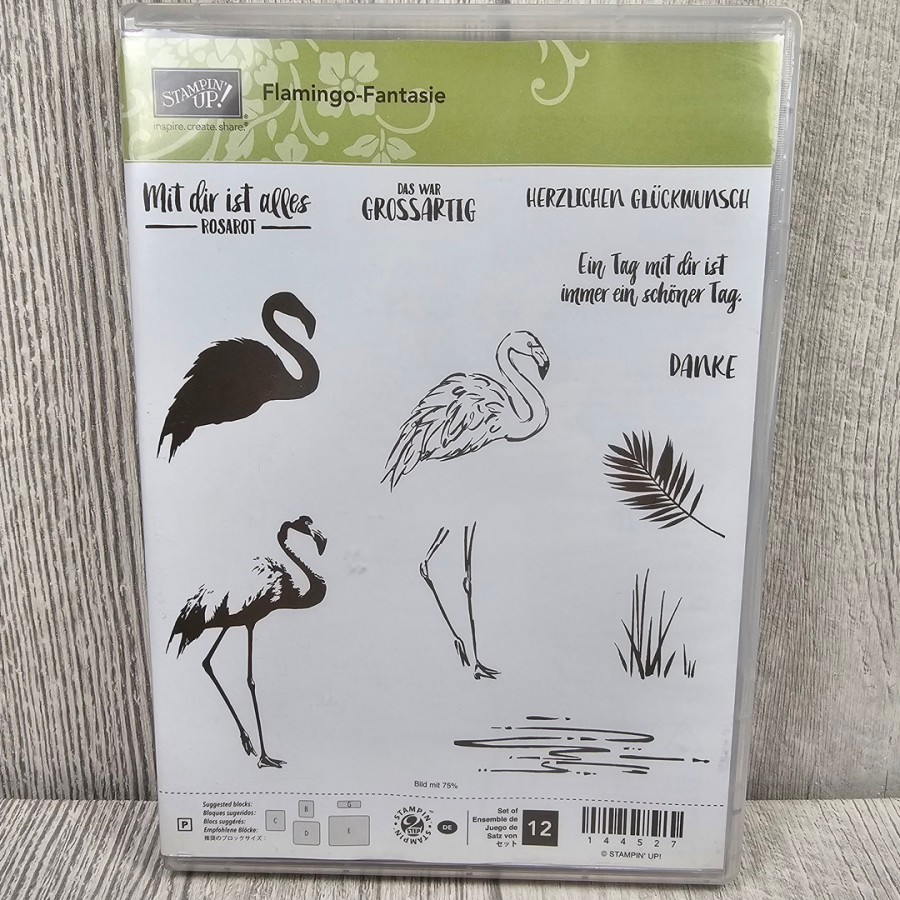 STAMPIN' UP!®
inspire.create.share.®
Flamingo-Fantasie
Mit dir ist alles
ROSAROT
DAS WAR
GROSSARTIG
HERZLICHEN GLÜCKWUNSCH
Ein Tag mit dir ist
immer ein schöner Tag.
DANKE
Bild mit 75%
P
Suggested blocks:
Bloques sugeridos:
Blocs suggérés:
Empfohlene Blöcke:
推奨のブロックサイズ:
B
G
C
D
E
STAMPIN'
2 STEP
STAMPIN'
DE
Set of
Ensemble de
Juego de
Satz von
セット
12
144527
© STAMPIN' UP!